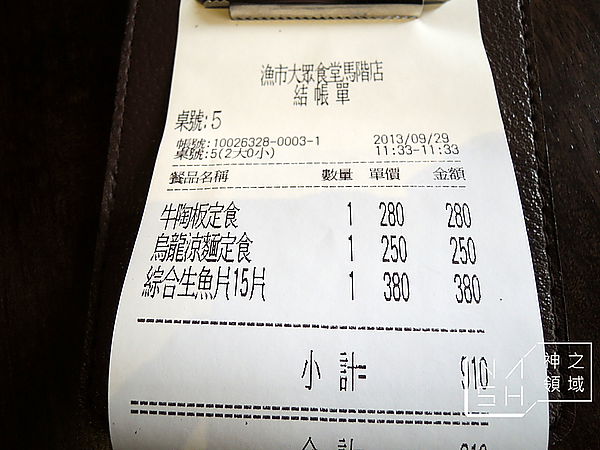 漁市大眾食堂馬階店
結帳單
桌號:5
帳號:10026328-0003-1 2013/09/29
桌號:5(2大0小) 11:33-11:33
餐品名稱 數量 單價 金額
牛陶板定食 1 280 280
烏龍涼麵定食 1 250 250
綜合生魚片15片 1 380 380
小計= 910
神之領域